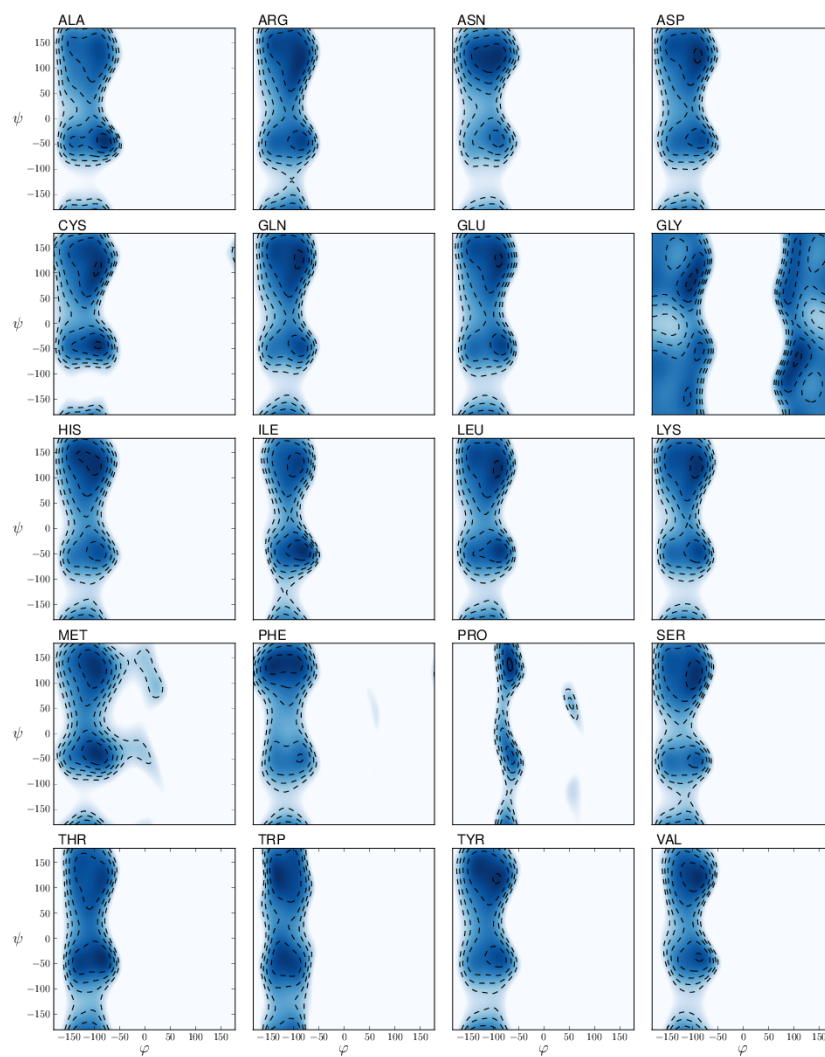 ALA ARG ASN ASP
150
100
50
ψ 0
−50
−100
−150
CYS GLN GLU GLY
150
100
50
ψ 0
−50
−100
−150
HIS ILE LEU LYS
150
100
50
ψ 0
−50
−100
−150
MET PHE PRO SER
150
100
50
ψ 0
−50
−100
−150
THR TRP TYR VAL
150
100
50
ψ 0
−50
−100
−150
−150 −100 −50 0 50 100 150 −150 −100 −50 0 50 100 150 −150 −100 −50 0 50 100 150 −150 −100 −50 0 50 100 150
φ φ φ φ